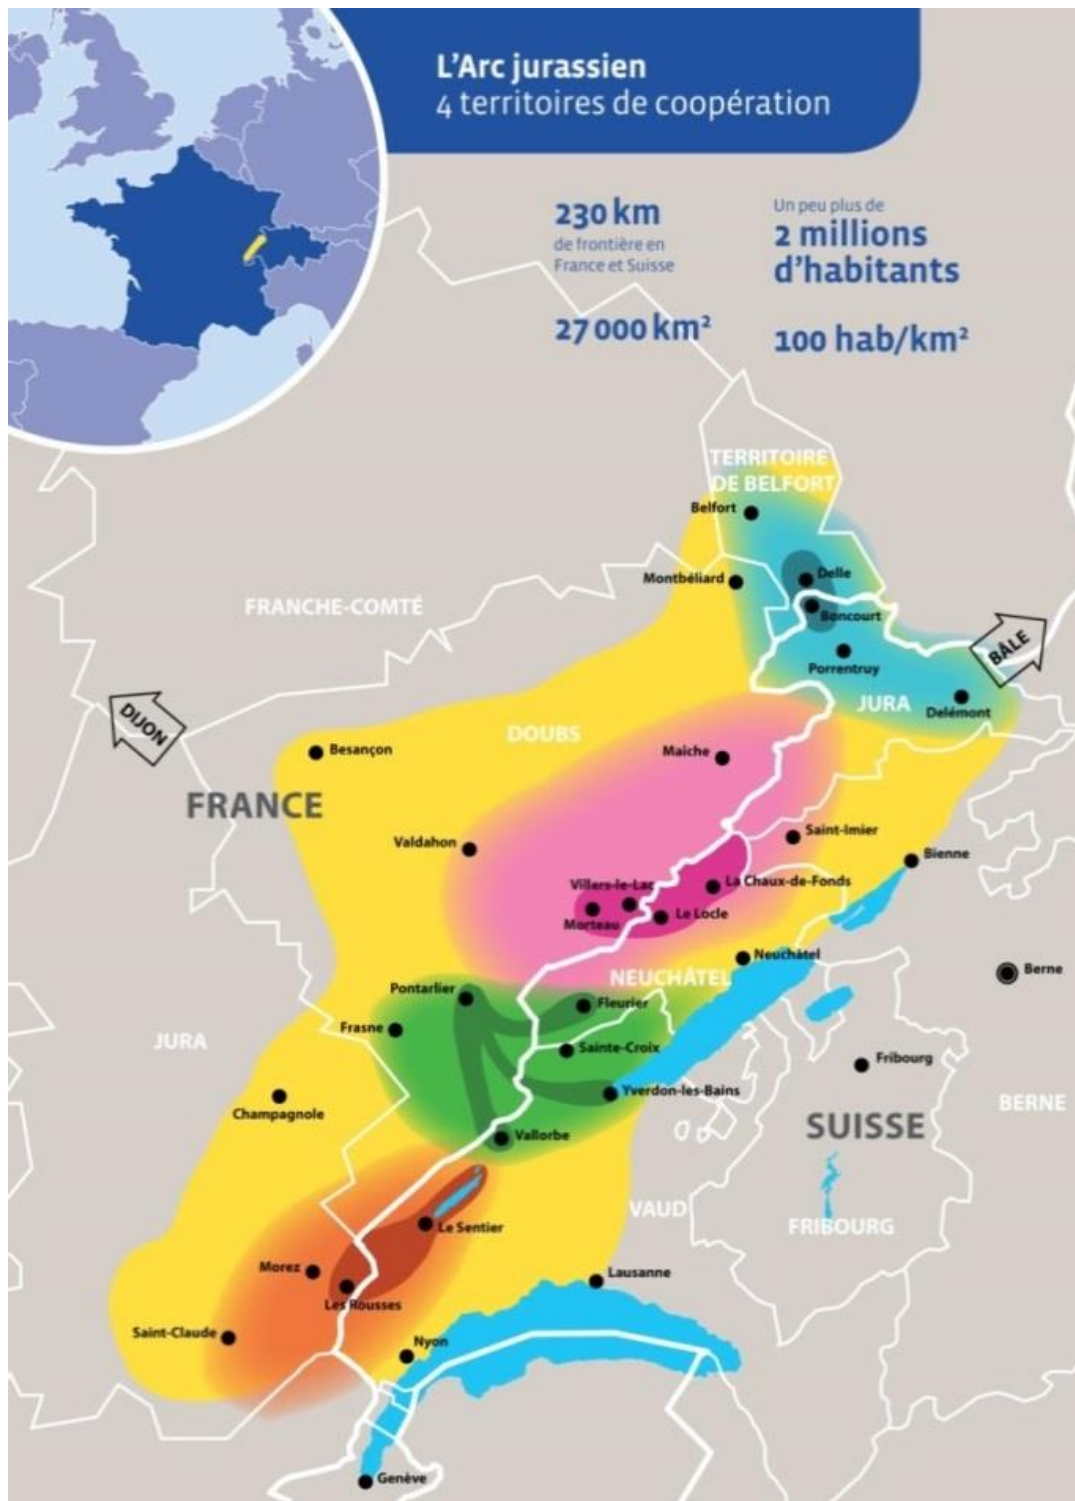 L'Arc jurassien
4 territoires de coopération
230 km
de frontière en
France et Suisse
27 000 km²
Un peu plus de
2 millions
d'habitants
100 hab/km²
TERRITOIRE
DE BELFORT
Belfort
Montbéliard
Delle
FRANCHE-COMTÉ
Boncourt
BÂLE
Porrentruy
JURA
Delémont
DIJON
DOUBS
Besançon
Maiche
FRANCE
Saint-Imier
Valdahon
Bienne
Villers-le-Lac
La Chaux-de-Fonds
Morteau
Le Locle
Neuchâtel
NEUCHÂTEL
Berne
Pontarlier
Fleurier
Frasne
JURA
Sainte-Croix
Fribourg
Yverdon-les-Bains
BERNE
Champagnole
SUISSE
Vallorbe
VAUD
FRIBOURG
Le Sentier
Morez
Lausanne
Les Rousses
Saint-Claude
Nyon
Genève